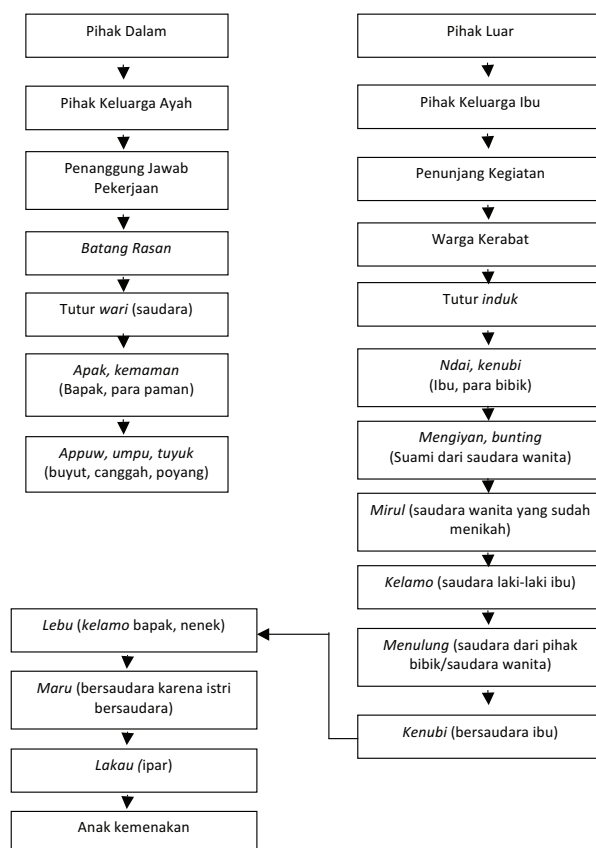 Pihak Dalam
Pihak Keluarga Ayah
Penanggung Jawab
Pekerjaan
Batang Rasan
Tutur wari (saudara)
Apak, kemaman
(Bapak, para paman)
Appuw, umpu, tuyuk
(buyut, canggah, poyang)
Pihak Luar
Pihak Keluarga Ibu
Penunjang Kegiatan
Warga Kerabat
Tutur induk
Ndai, kenubi
(Ibu, para bibik)
Mengiyan, bunting
(Suami dari saudara wanita)
Mirul (saudara wanita yang sudah
menikah)
Kelamo (saudara laki-laki ibu)
Menulung (saudara dari pihak
bibik/saudara wanita)
Kenubi (bersaudara ibu)
Lebu (kelamo bapak, nenek)
Maru (bersaudara karena istri
bersaudara)
Lakau (ipar)
Anak kemenakan